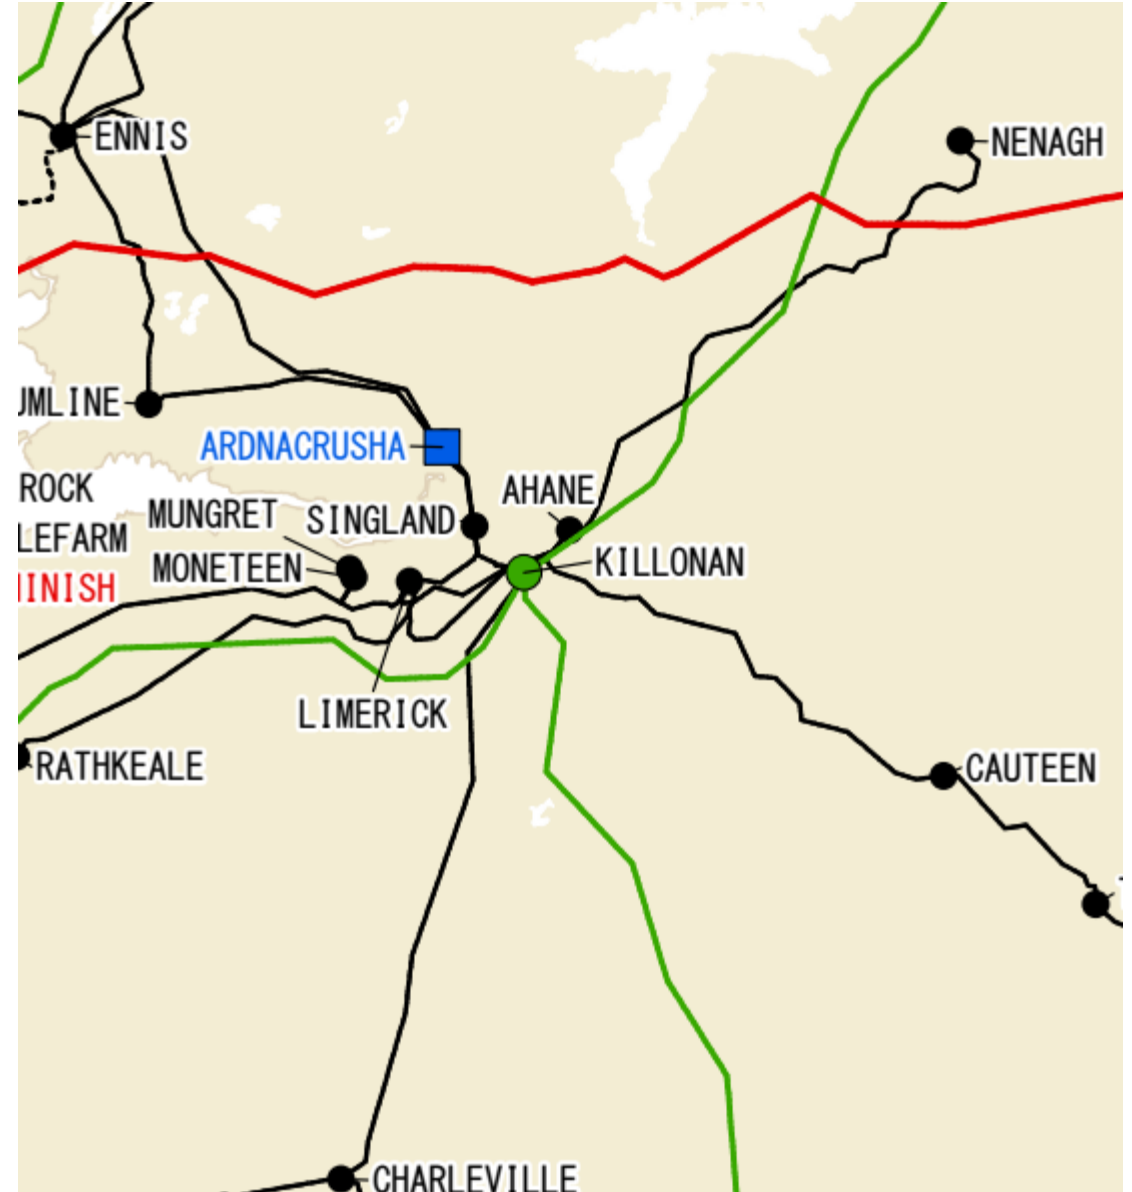 ENNIS
NENAGH
UMLINE
ARDNACRUSHA
ROCK
AHANE
MUNGRET
SINGLAND
LEFARM
KILLONAN
MONETEEN
INISH
LIMERICK
RATHKEALE
CAUTEEN
CHARLEVILLE